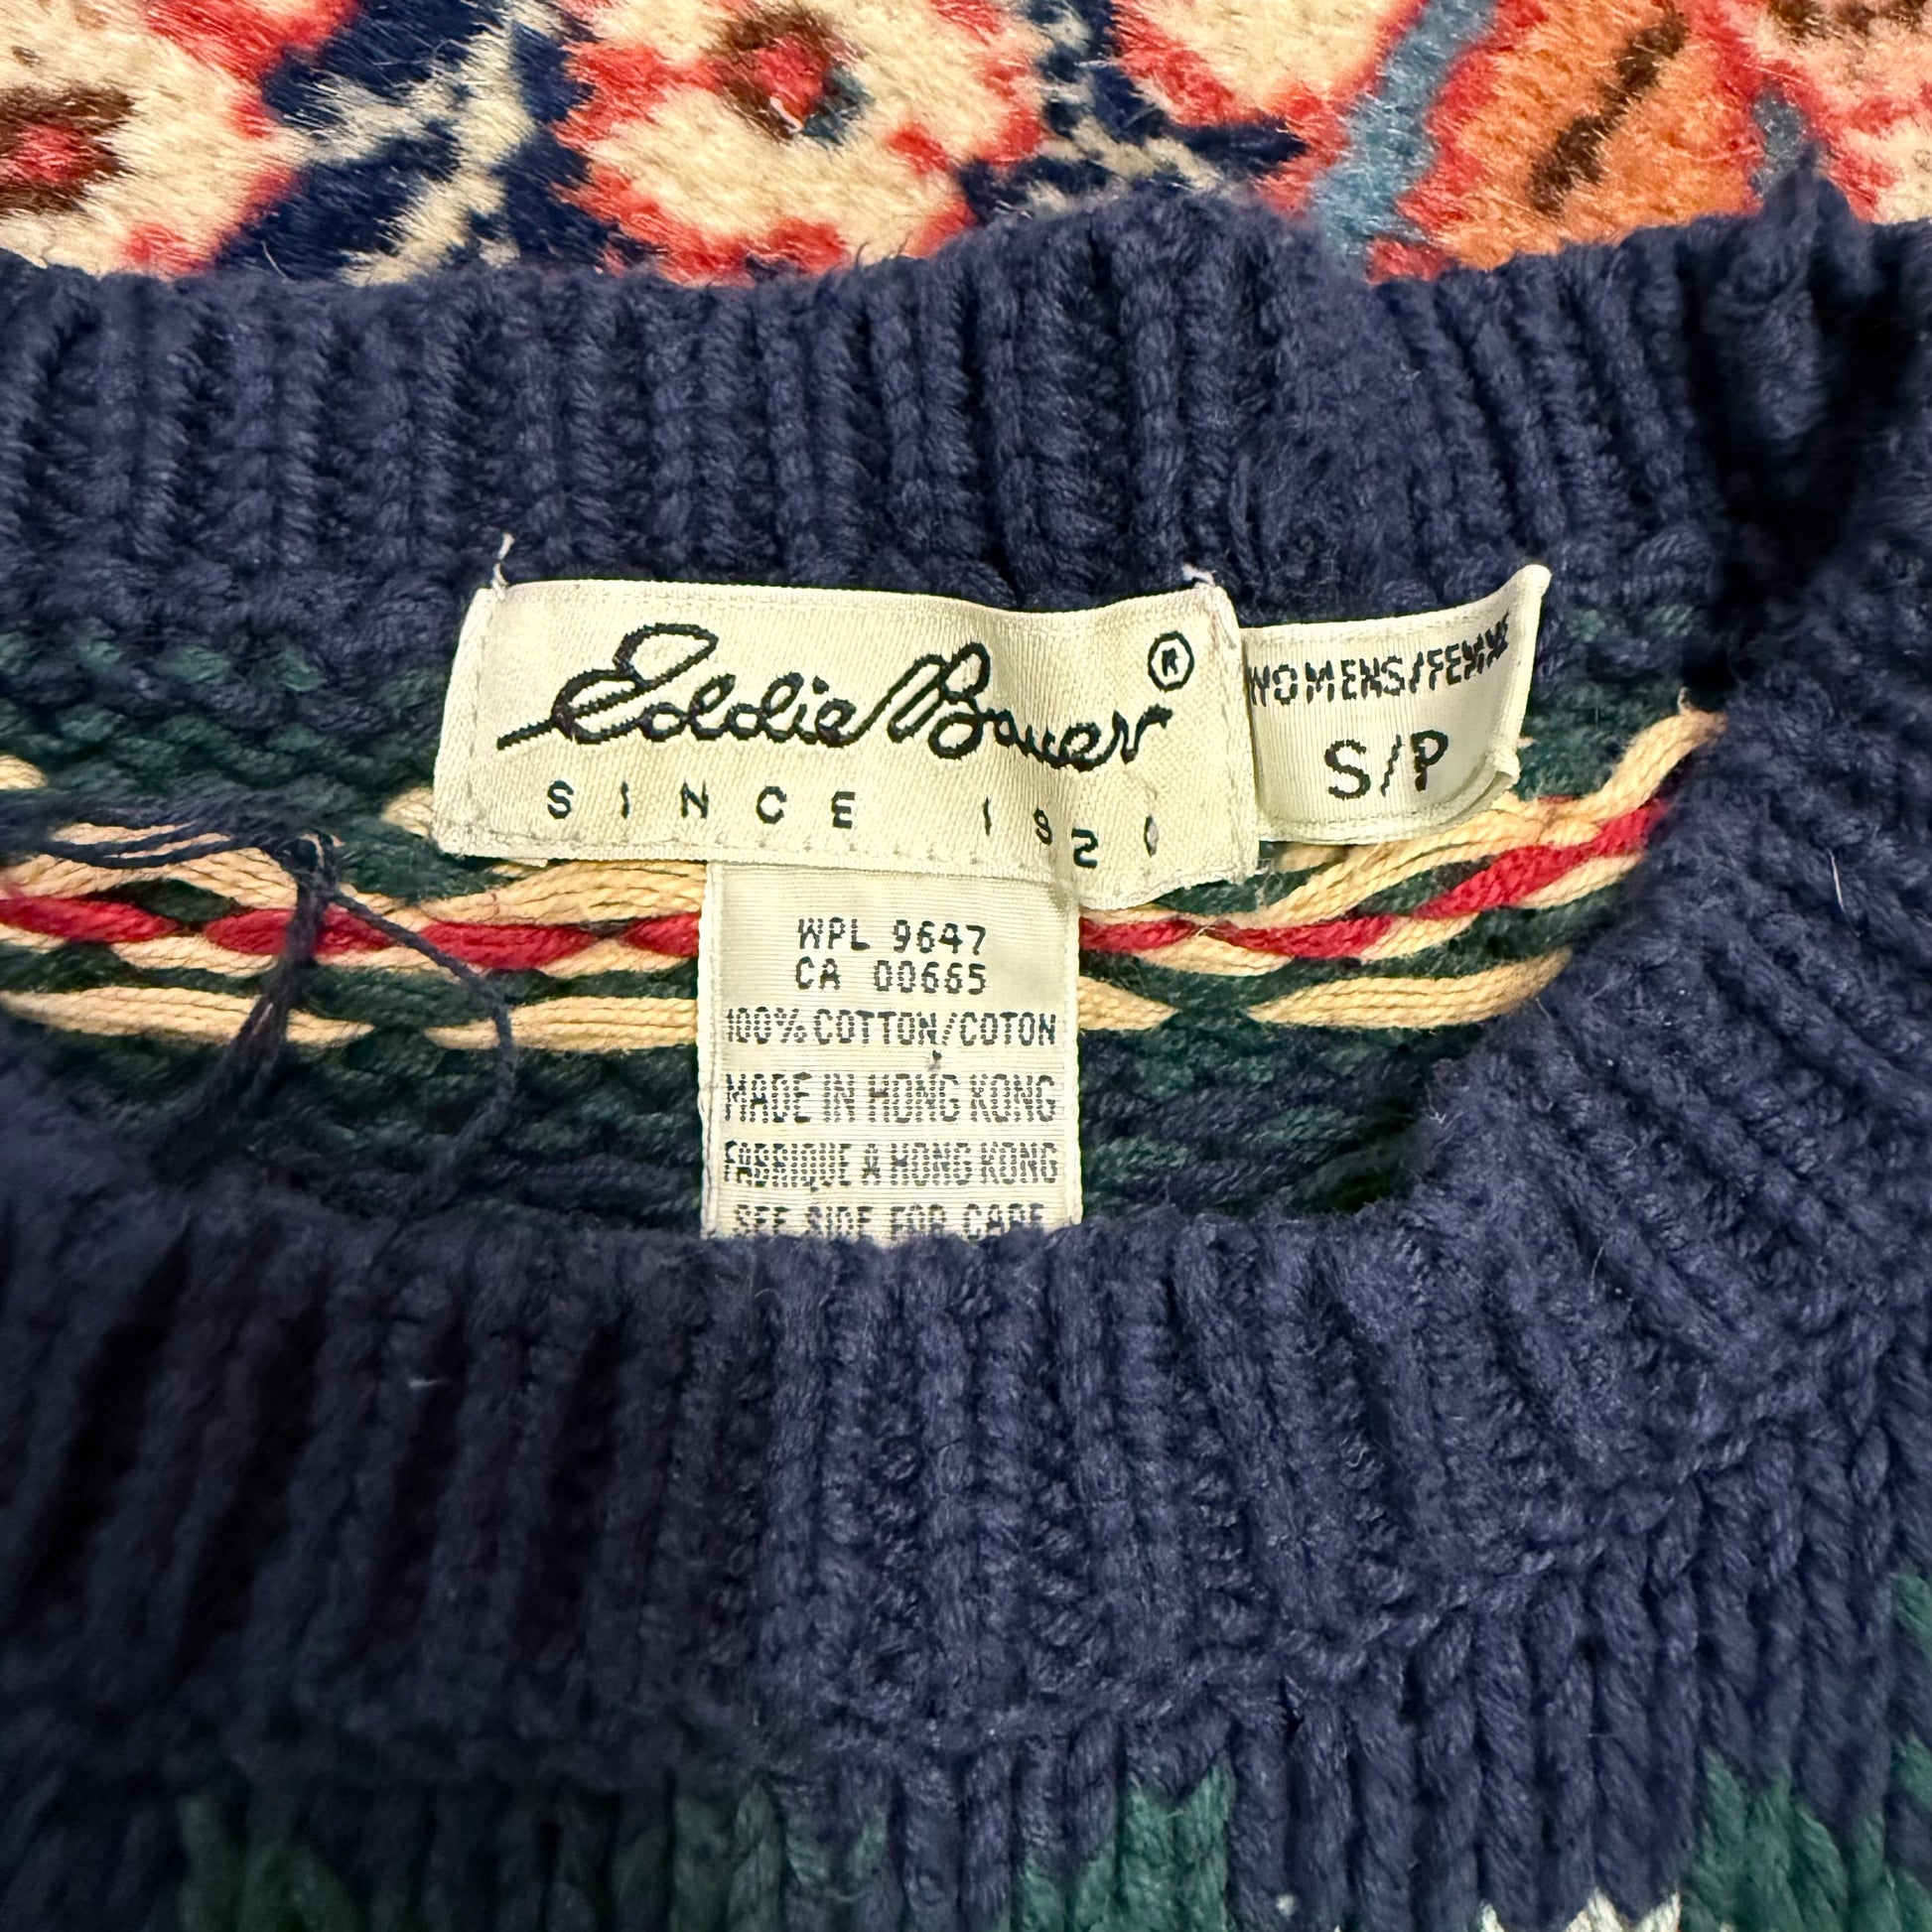 Eddie Bauer ®
SINCE 1921
WOMENS/FEMME
S/P
WPL 9647
CA 00665
100% COTTON/COTON
MADE IN HONG KONG
FABRIQUE A HONG KONG
SEE SIDE FOR CARE